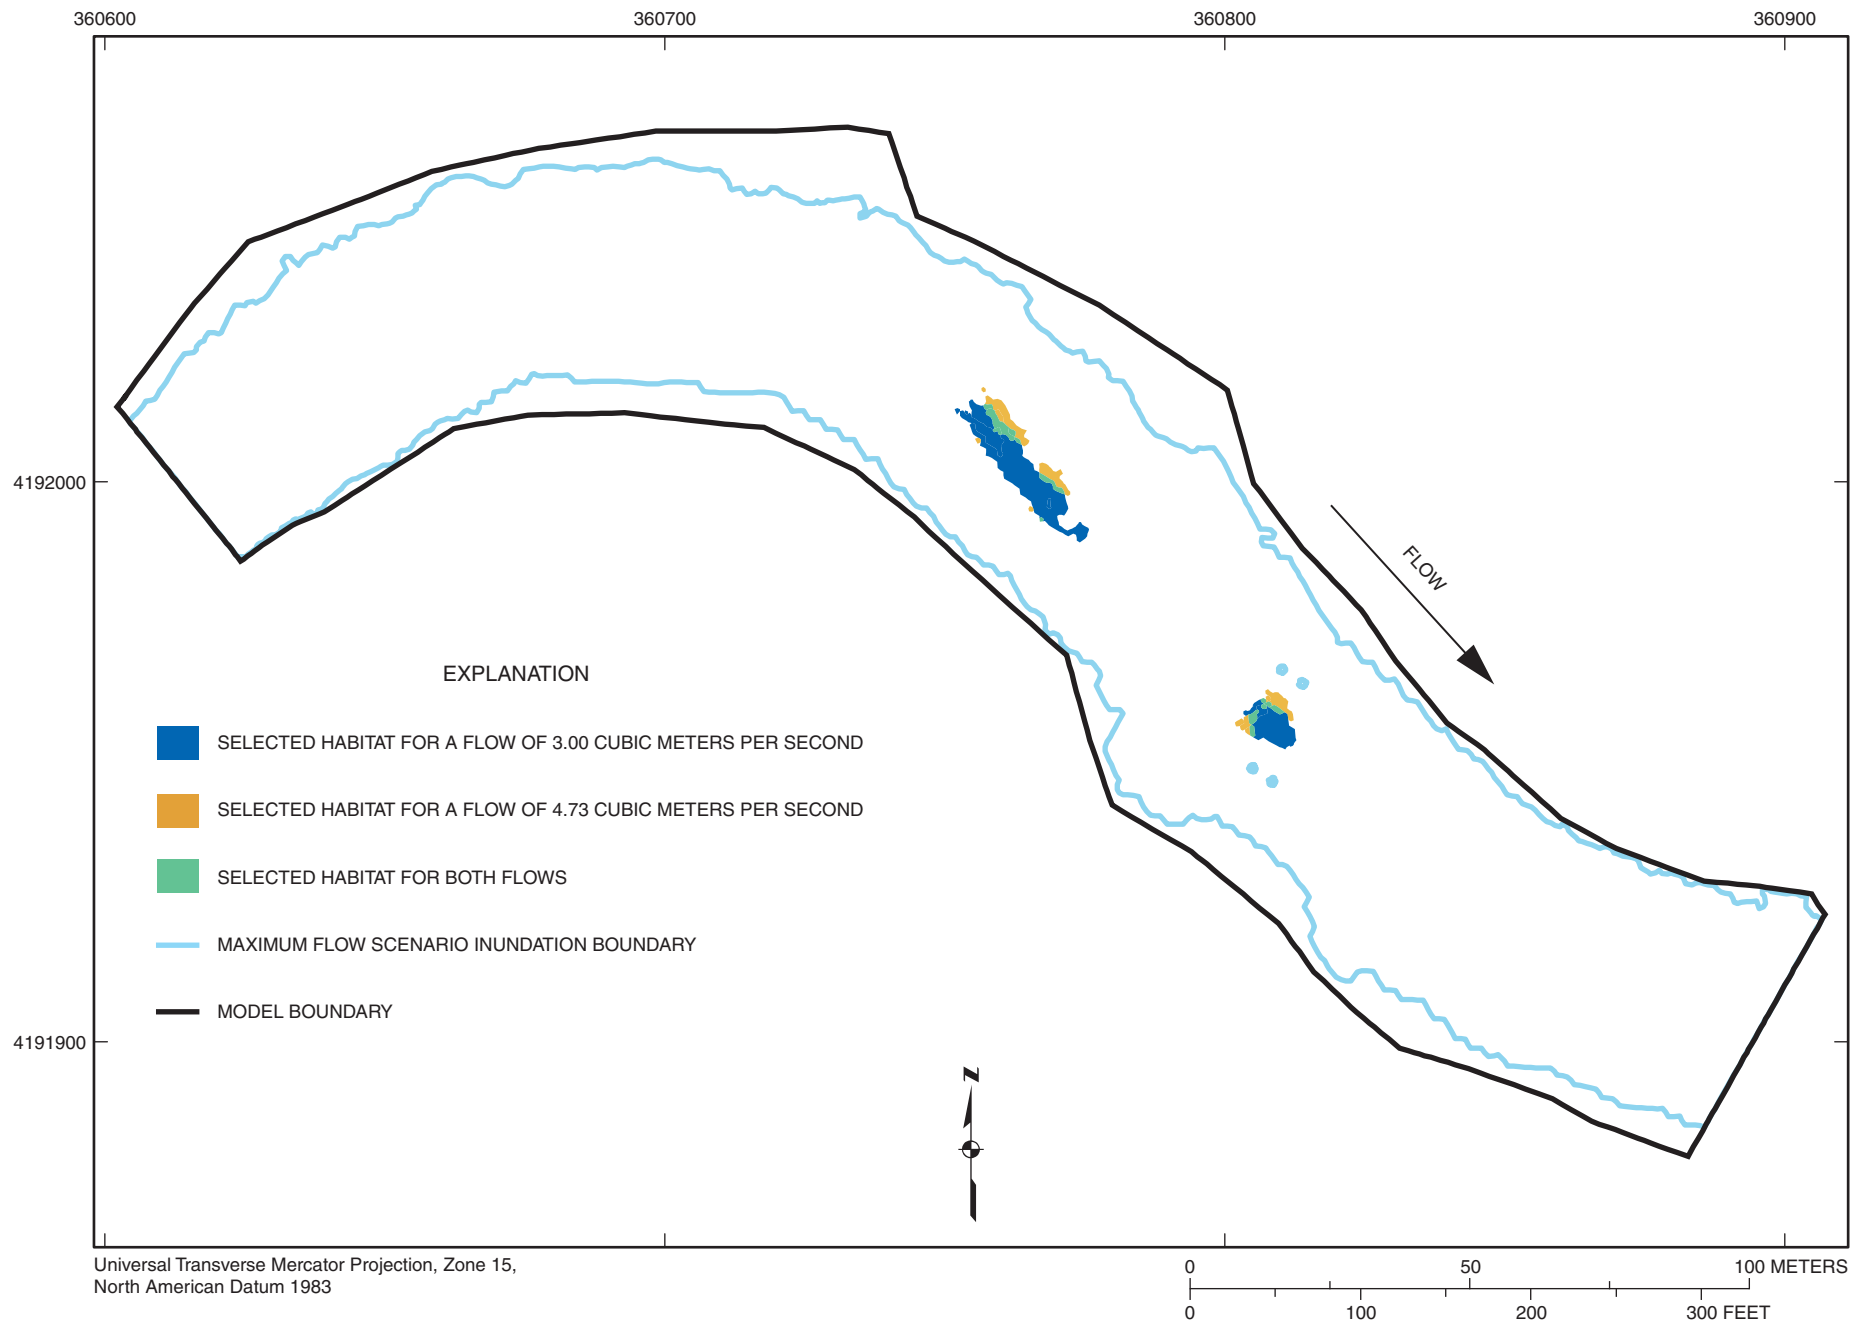 360600 360700 360800 360900
4192000
FLOW
EXPLANATION
SELECTED HABITAT FOR A FLOW OF 3.00 CUBIC METERS PER SECOND
SELECTED HABITAT FOR A FLOW OF 4.73 CUBIC METERS PER SECOND
SELECTED HABITAT FOR BOTH FLOWS
MAXIMUM FLOW SCENARIO INUNDATION BOUNDARY
MODEL BOUNDARY
4191900
N
Universal Transverse Mercator Projection, Zone 15,
North American Datum 1983
0 50 100 METERS
0 100 200 300 FEET